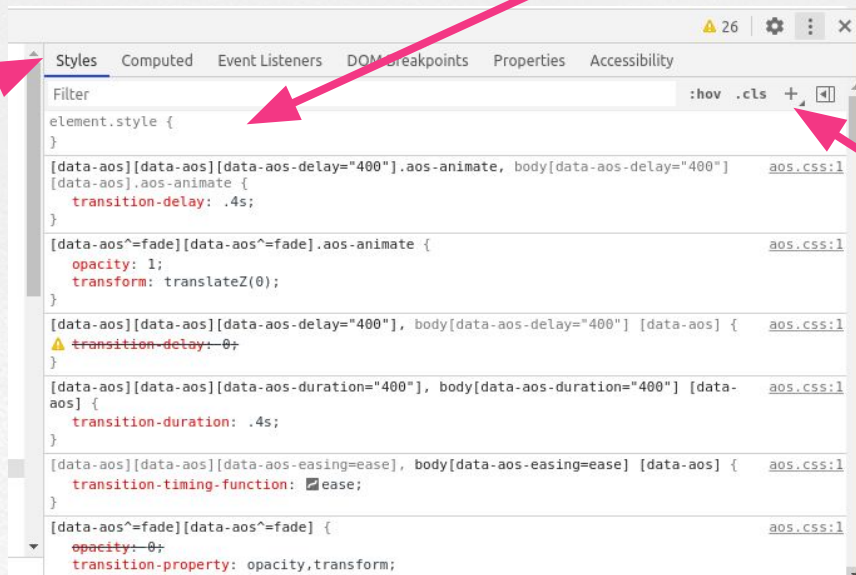 26
Styles Computed Event Listeners DOM Breakpoints Properties Accessibility
Filter :hov .cls +
element.style {
}
[data-aos][data-aos][data-aos-delay="400"].aos-animate, body[data-aos-delay="400"] aos.css:1
[data-aos].aos-animate {
transition-delay: .4s;
}
[data-aos^=fade][data-aos^=fade].aos-animate { aos.css:1
opacity: 1;
transform: translateZ(0);
}
[data-aos][data-aos][data-aos-delay="400"], body[data-aos-delay="400"] [data-aos] { aos.css:1
transition-delay: 0;
}
[data-aos][data-aos][data-aos-duration="400"], body[data-aos-duration="400"] [data- aos.css:1
aos] {
transition-duration: .4s;
}
[data-aos][data-aos][data-aos-easing=ease], body[data-aos-easing=ease] [data-aos] { aos.css:1
transition-timing-function: ease;
}
[data-aos^=fade][data-aos^=fade] { aos.css:1
opacity: 0;
transition-property: opacity,transform;